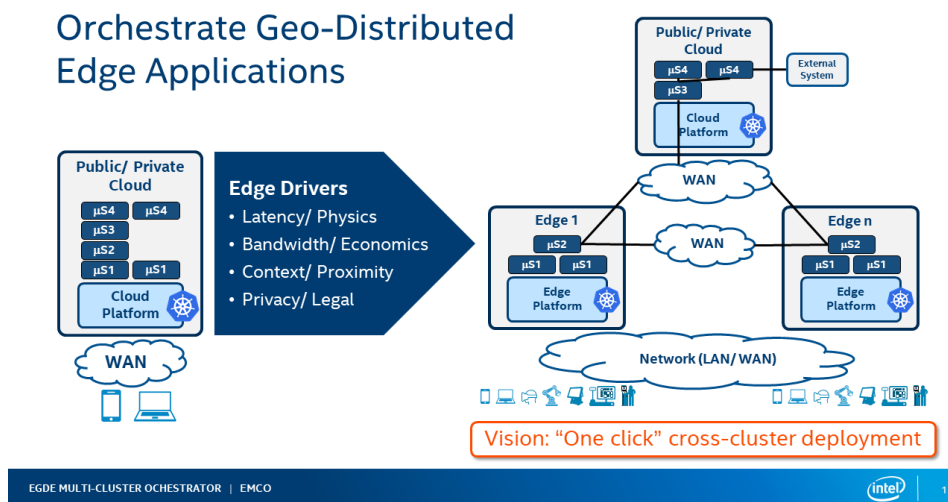 Orchestrate Geo-Distributed
Edge Applications
Public/ Private
Cloud
μS4 μS4
μS3
μS2
μS1 μS1
Cloud
Platform
WAN
Edge Drivers
• Latency/ Physics
• Bandwidth/ Economics
• Context/ Proximity
• Privacy/ Legal
Public/ Private
Cloud
μS4 μS4
μS3
Cloud
Platform
External
System
WAN
Edge 1
μS2
μS1 μS1
Edge
Platform
WAN
Edge n
μS2
μS1 μS1
Edge
Platform
Network (LAN/ WAN)
Vision: “One click” cross-cluster deployment
EGDE MULTI-CLUSTER OCHESTRATOR | EMCO
intel
1